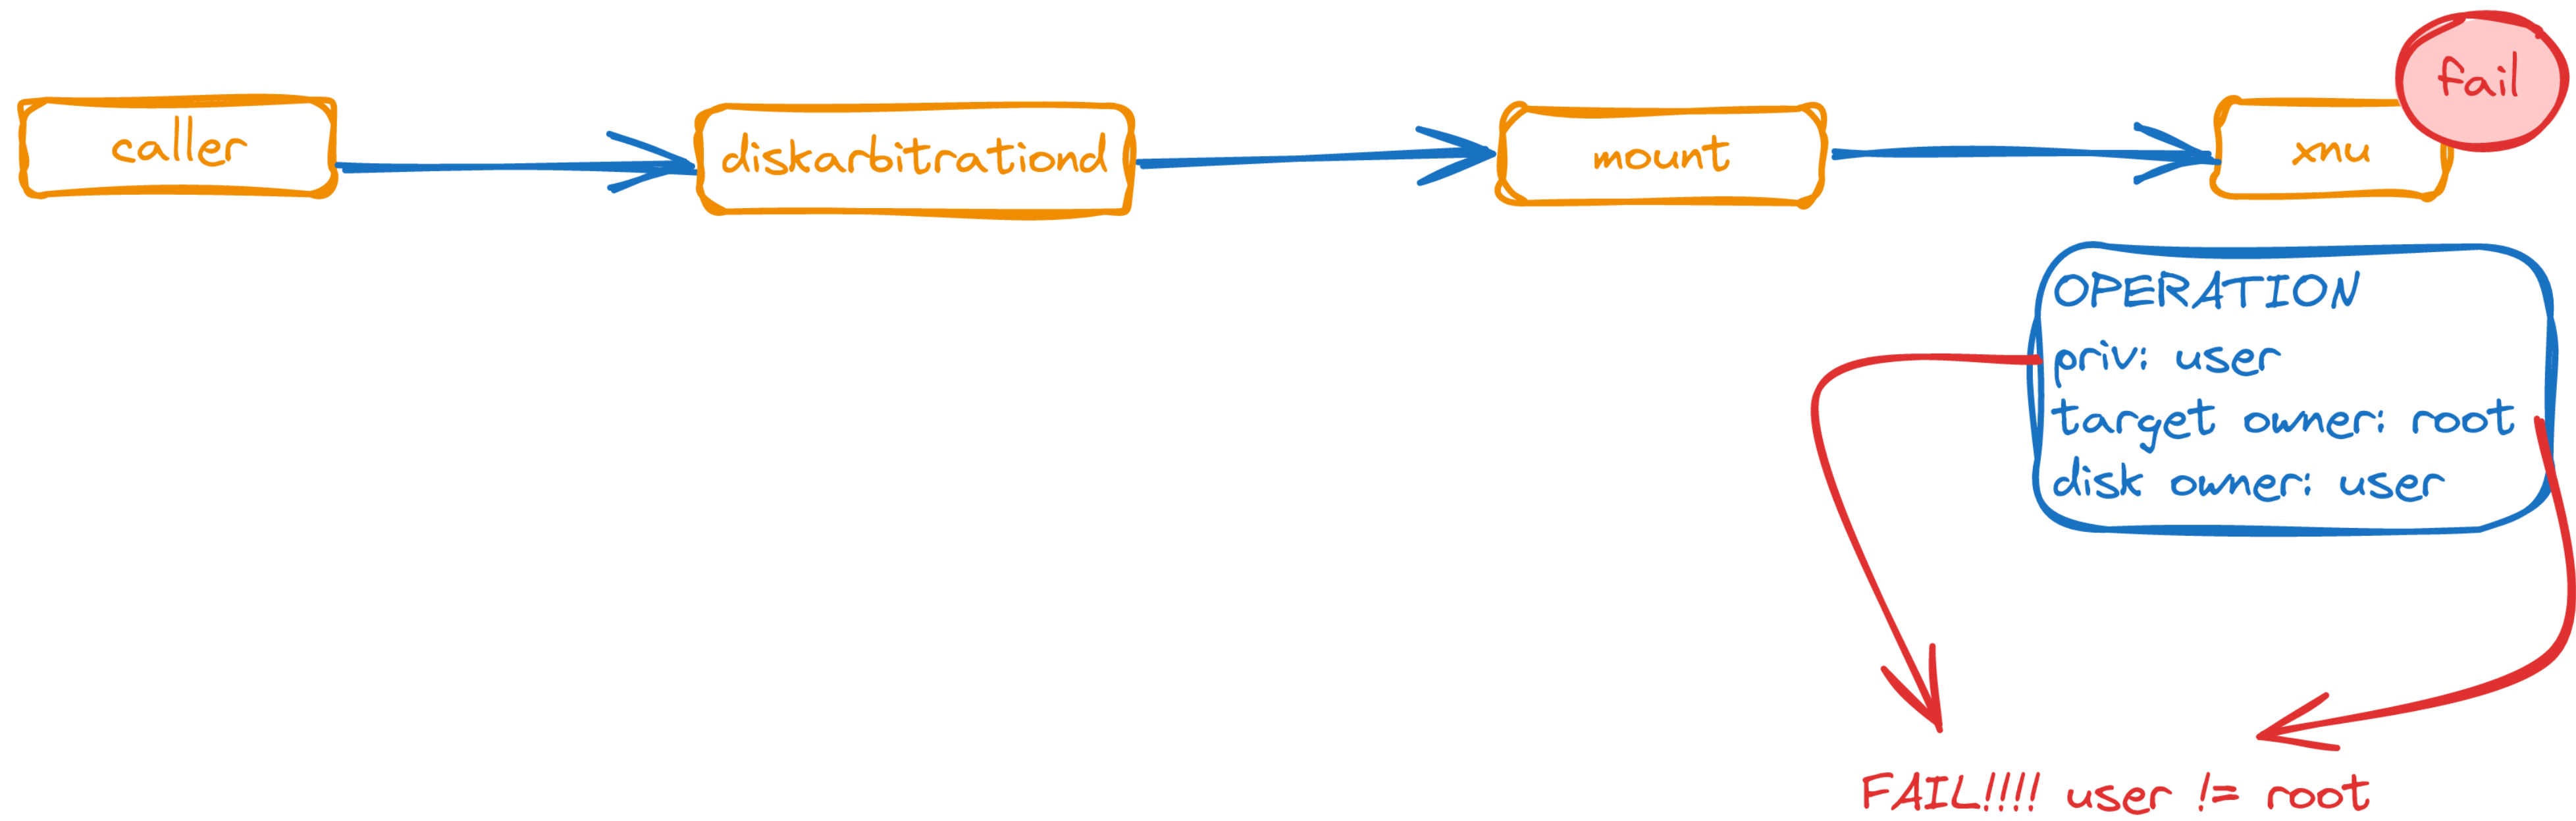 caller
diskarbitrationd
mount
xnu
fail
OPERATION
priv: user
target owner: root
disk owner: user
FAIL!!!! user != root